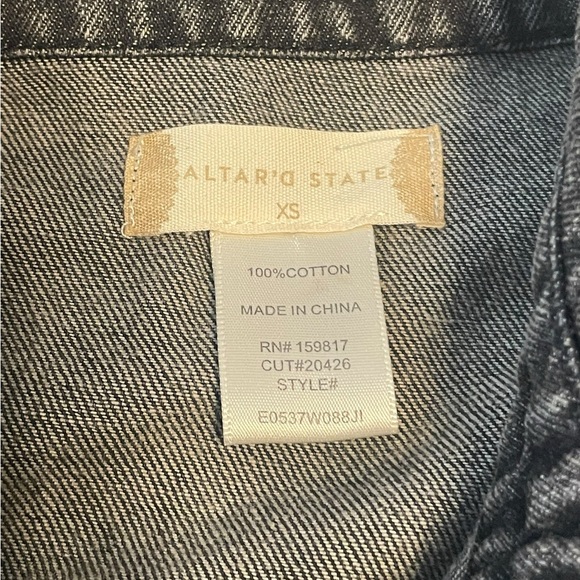 ALTAR'D STATE
XS
100%COTTON
MADE IN CHINA
RN# 159817
CUT#20426
STYLE#
E0537W088JI